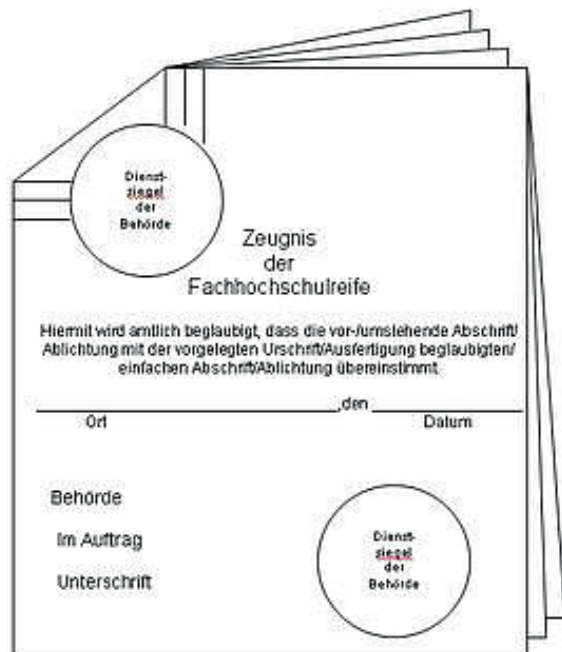 Dienst-
siegel
der
Behörde
Zeugnis
der
Fachhochschulreife
Hiermit wird amtlich beglaubigt, dass die vor-/umstehende Abschrift/
Ablichtung mit der vorgelegten Urschrift/Ausfertigung beglaubigten/
einfachen Abschrift/Ablichtung übereinstimmt.
,den
Ort Datum
Behörde
Im Auftrag
Unterschrift
Dienst-
siegel
der
Behörde